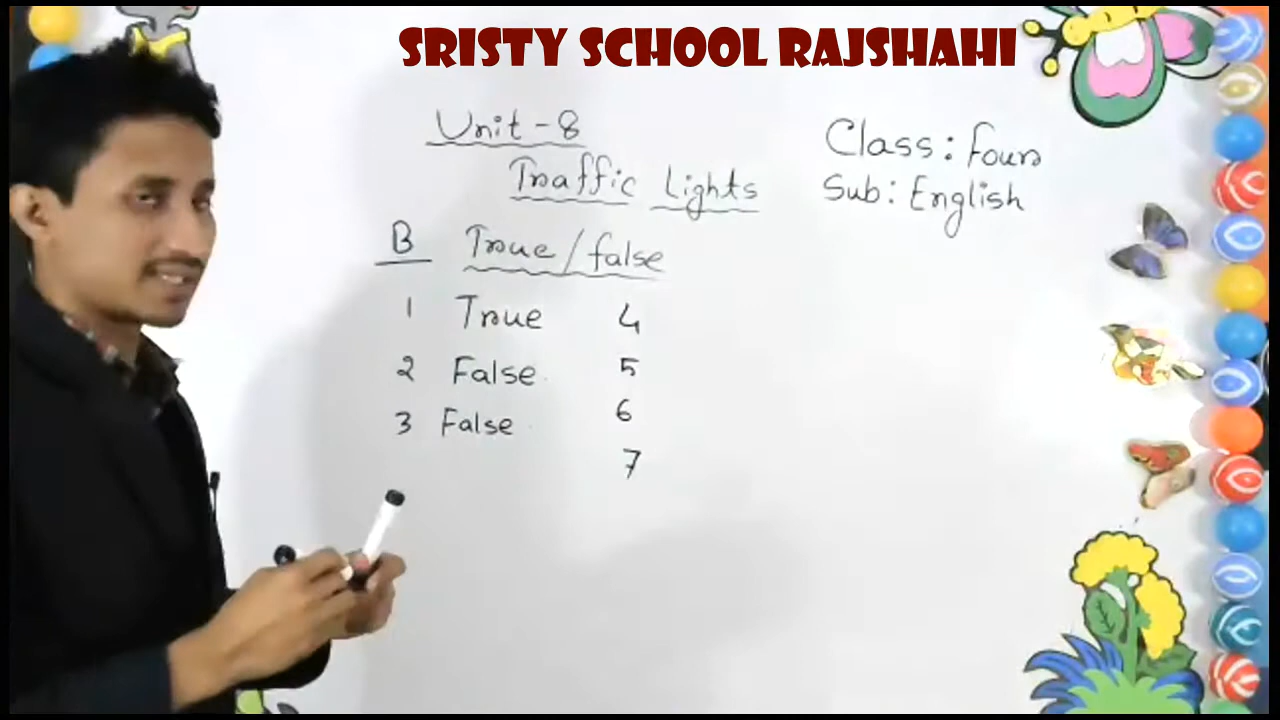 SRISTY SCHOOL RAJSHAHI
Unit-8
Traffic Lights
Class: Four
Sub: English
B True/false
1 True 4
2 False 5
3 False 6
7